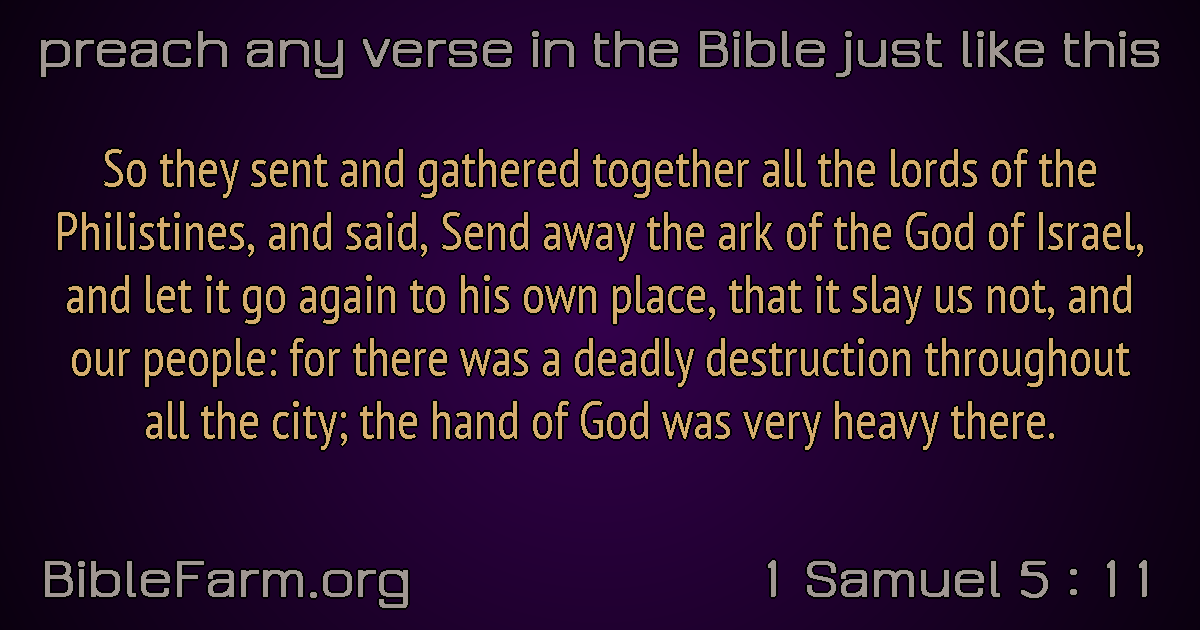 preach any verse in the Bible just like this
So they sent and gathered together all the lords of the
Philistines, and said, Send away the ark of the God of Israel,
and let it go again to his own place, that it slay us not, and
our people: for there was a deadly destruction throughout
all the city; the hand of God was very heavy there.
BibleFarm.org
1 Samuel 5 : 11